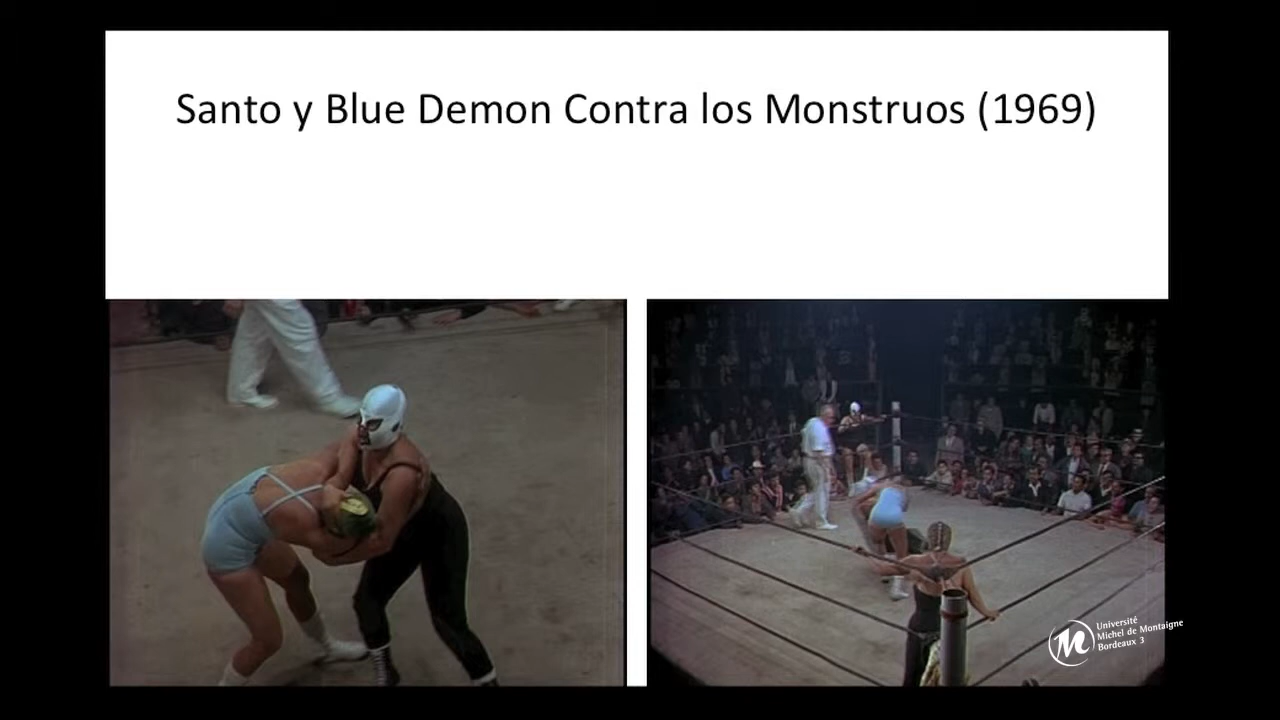 Santo y Blue Demon Contra los Monstruos (1969)
Université
Michel de Montaigne
Bordeaux 3